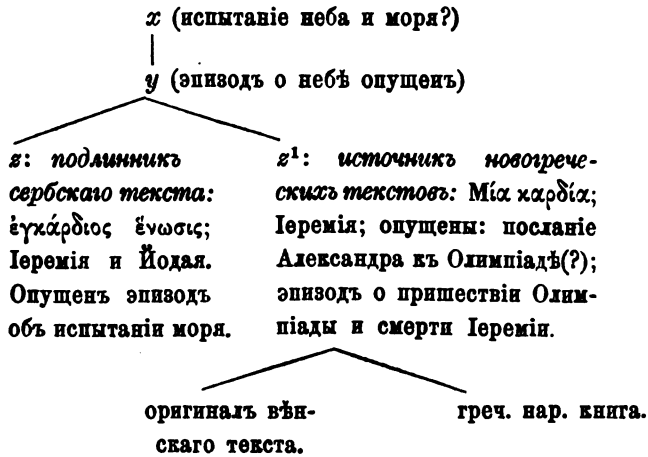 x (испытаніе неба и моря?)
y (эпизодъ о небѣ опущенъ)
z: подлинникъ
сербскаго текста:
ἐγκάρδιος ἕνωσις;
Іеремія и Йодая.
Опущенъ эпизодъ
объ испытаніи моря.
z¹: источникъ новогрече-
скихъ текстовъ: Μία καρδία;
Іеремія; опущены: посланіе
Александра къ Олимпіадѣ(?);
эпизодъ о пришествіи Олим-
піады и смерти Іереміи.
оригиналъ вѣн-
скаго текста.
греч. нар. книга.